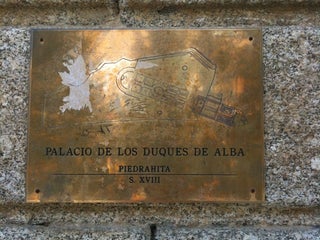 PALACIO DE LOS DUQUES DE ALBA
PIEDRAHITA
S. XVIII